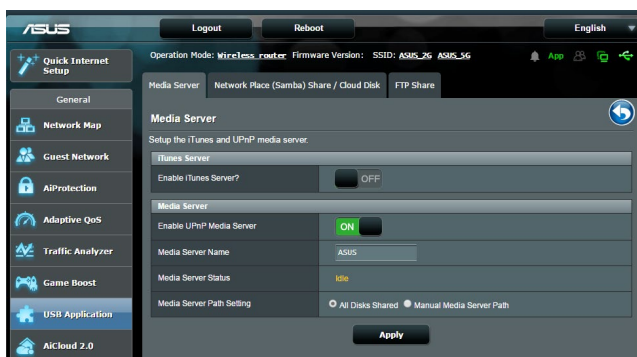 ASUS
Logout
Reboot
English
Quick Internet
Setup
Operation Mode: Wireless router Firmware Version: SSID: ASUS_2G ASUS_5G
App
General
Network Map
Guest Network
AiProtection
Adaptive QoS
Traffic Analyzer
Game Boost
USB Application
AiCloud 2.0
Media Server
Network Place (Samba) Share / Cloud Disk
FTP Share
Media Server
Setup the iTunes and UPnP media server.
iTunes Server
Enable iTunes Server?
OFF
Media Server
Enable UPnP Media Server
ON
Media Server Name
ASUS
Media Server Status
Idle
Media Server Path Setting
All Disks Shared
Manual Media Server Path
Apply